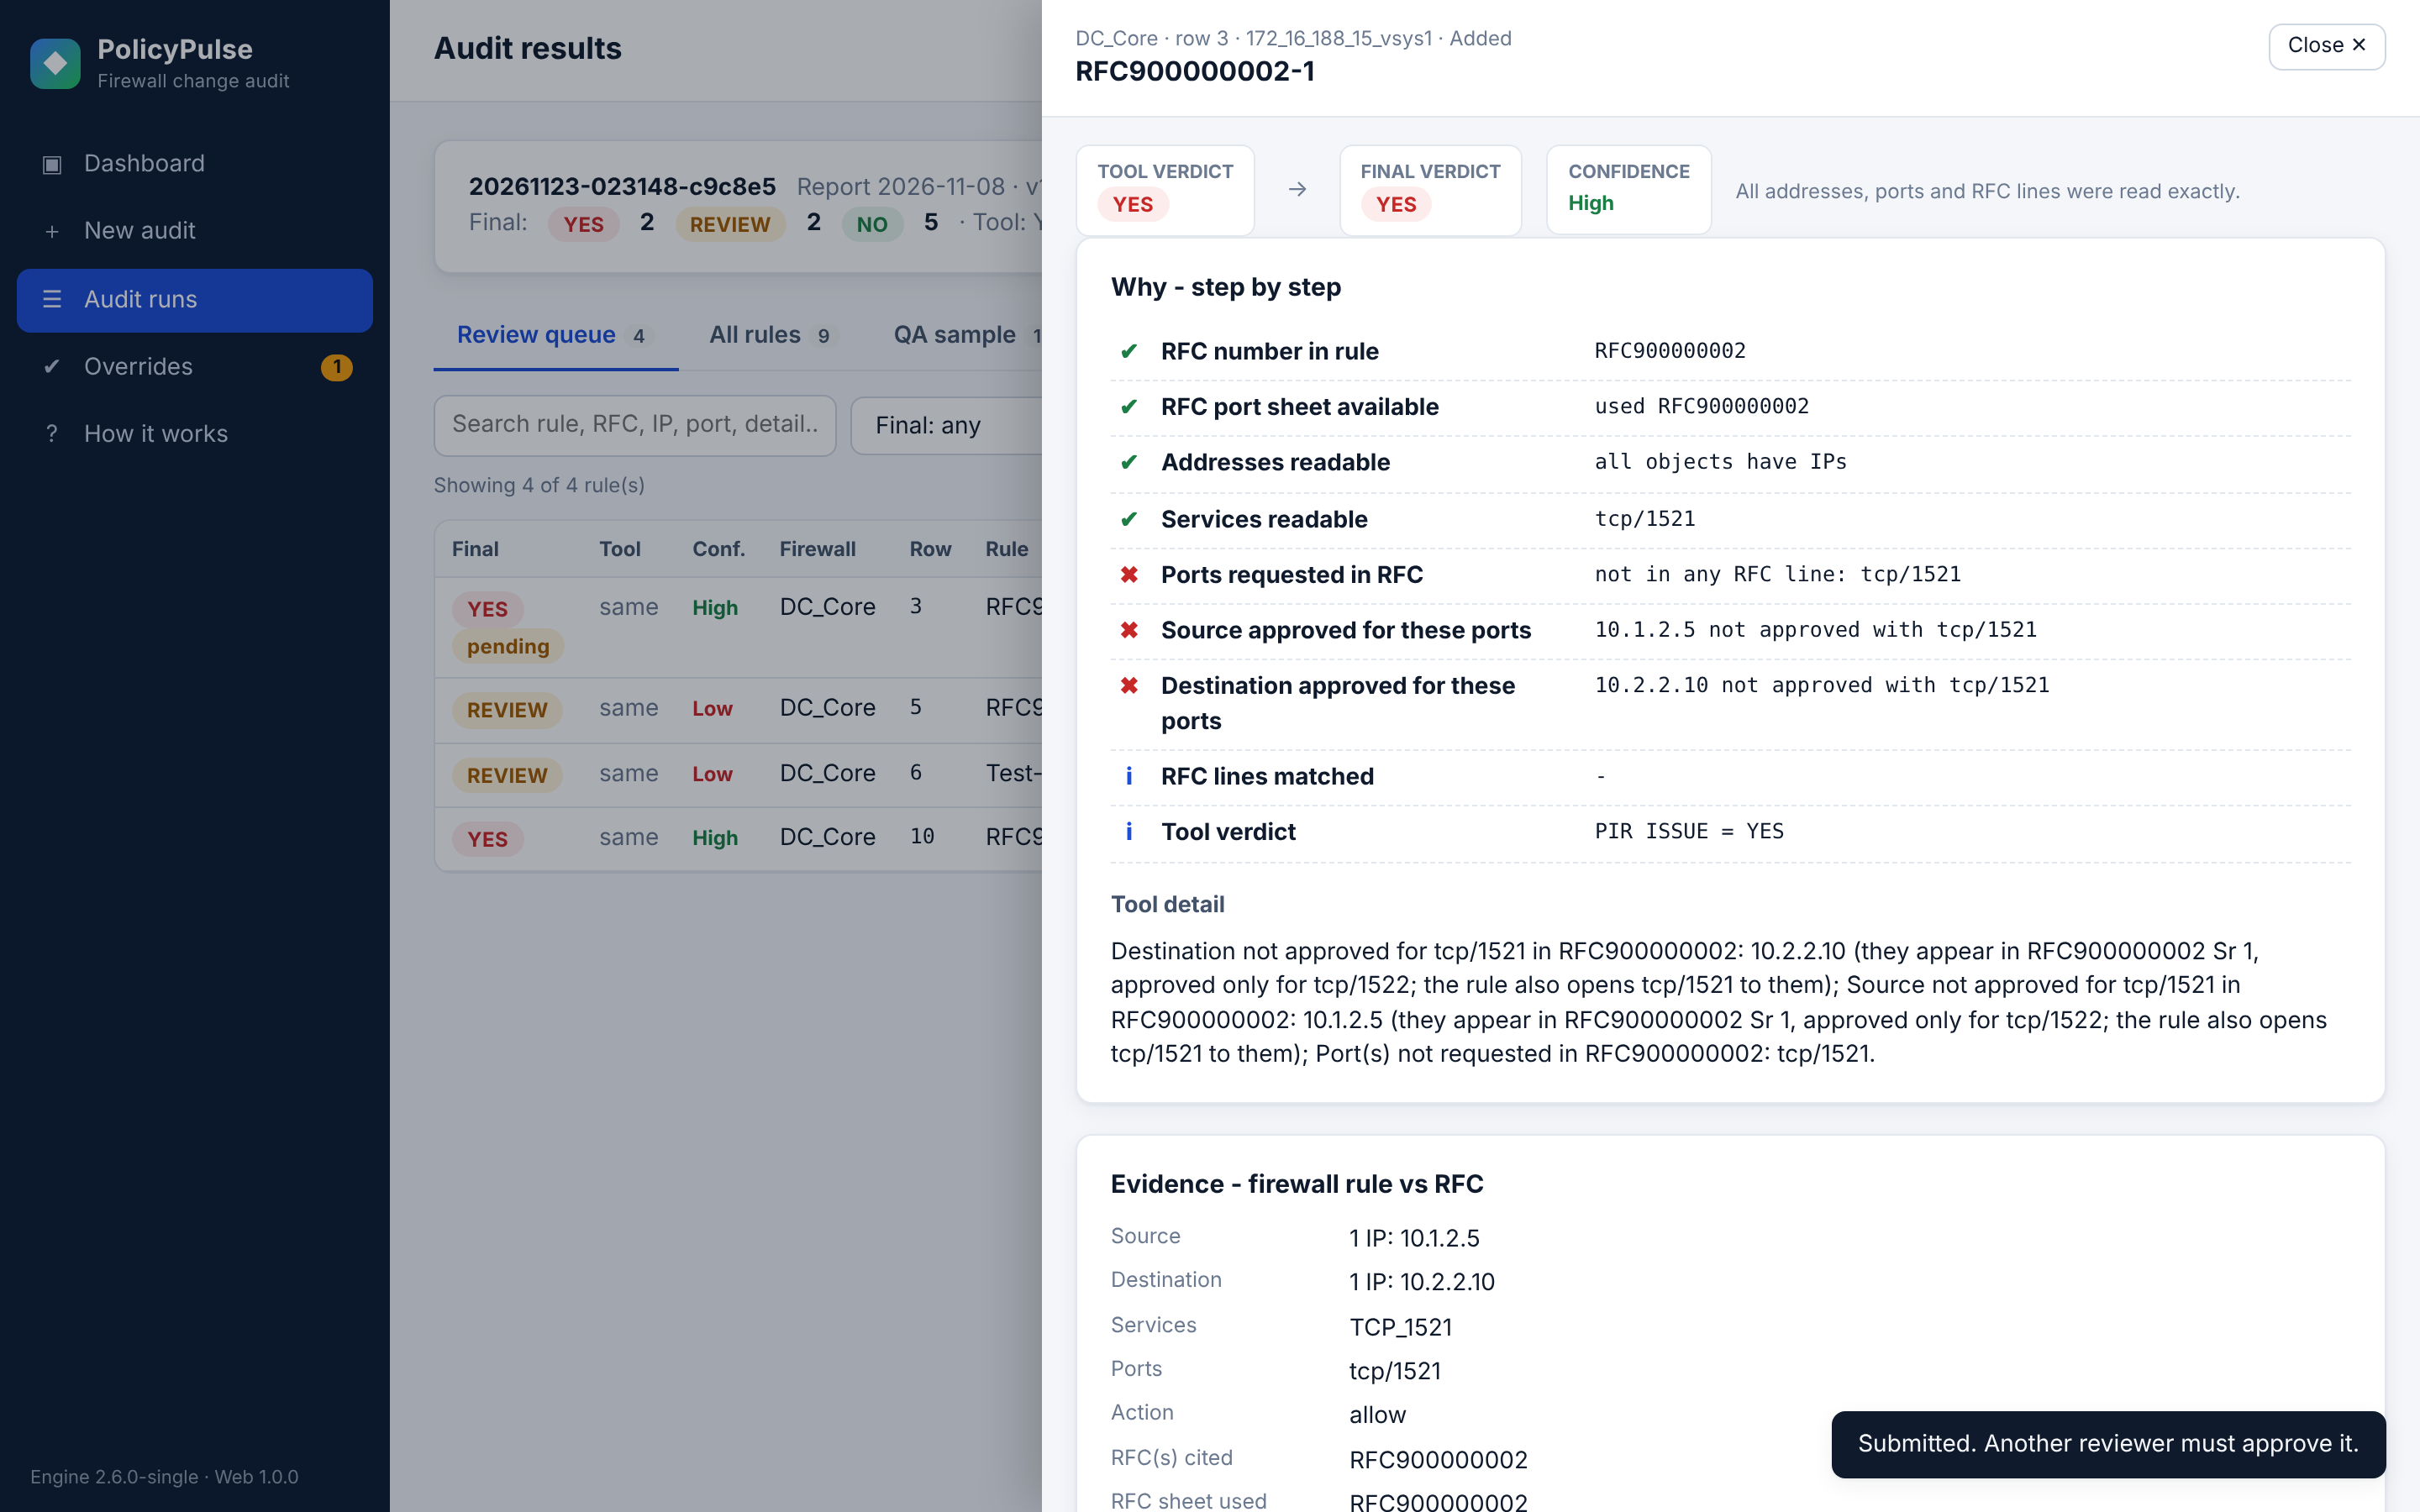 PolicyPulse
Firewall change audit
Dashboard
New audit
Audit runs
Overrides 1
? How it works
Engine 2.6.0-single · Web 1.0.0
Audit results
20261123-023148-c9c8e5 Report 2026-11-08 ·
Final: YES 2 REVIEW 2 NO 5 · Tool:
Review queue 4 All rules 9 QA sample
Search rule, RFC, IP, port, detail..
Final: any
Showing 4 of 4 rule(s)
Final Tool Conf. Firewall Row Rule
YES same High DC_Core 3 RFC9
pending
REVIEW same Low DC_Core 5 RFC9
REVIEW same Low DC_Core 6 Test-
YES same High DC_Core 10 RFC9
DC_Core · row 3 · 172_16_188_15_vsys1 · Added
RFC900000002-1
Close ✕
TOOL VERDICT
YES
→
FINAL VERDICT
YES
CONFIDENCE
High
All addresses, ports and RFC lines were read exactly.
Why - step by step
✔ RFC number in rule RFC900000002
✔ RFC port sheet available used RFC900000002
✔ Addresses readable all objects have IPs
✔ Services readable tcp/1521
✖ Ports requested in RFC not in any RFC line: tcp/1521
✖ Source approved for these ports 10.1.2.5 not approved with tcp/1521
✖ Destination approved for these 10.2.2.10 not approved with tcp/1521
ports
i RFC lines matched -
i Tool verdict PIR ISSUE = YES
Tool detail
Destination not approved for tcp/1521 in RFC900000002: 10.2.2.10 (they appear in RFC900000002 Sr 1,
approved only for tcp/1522; the rule also opens tcp/1521 to them); Source not approved for tcp/1521 in
RFC900000002: 10.1.2.5 (they appear in RFC900000002 Sr 1, approved only for tcp/1522; the rule also opens
tcp/1521 to them); Port(s) not requested in RFC900000002: tcp/1521.
Evidence - firewall rule vs RFC
Source 1 IP: 10.1.2.5
Destination 1 IP: 10.2.2.10
Services TCP_1521
Ports tcp/1521
Action allow
RFC(s) cited RFC900000002
RFC sheet used RFC900000002
Submitted. Another reviewer must approve it.